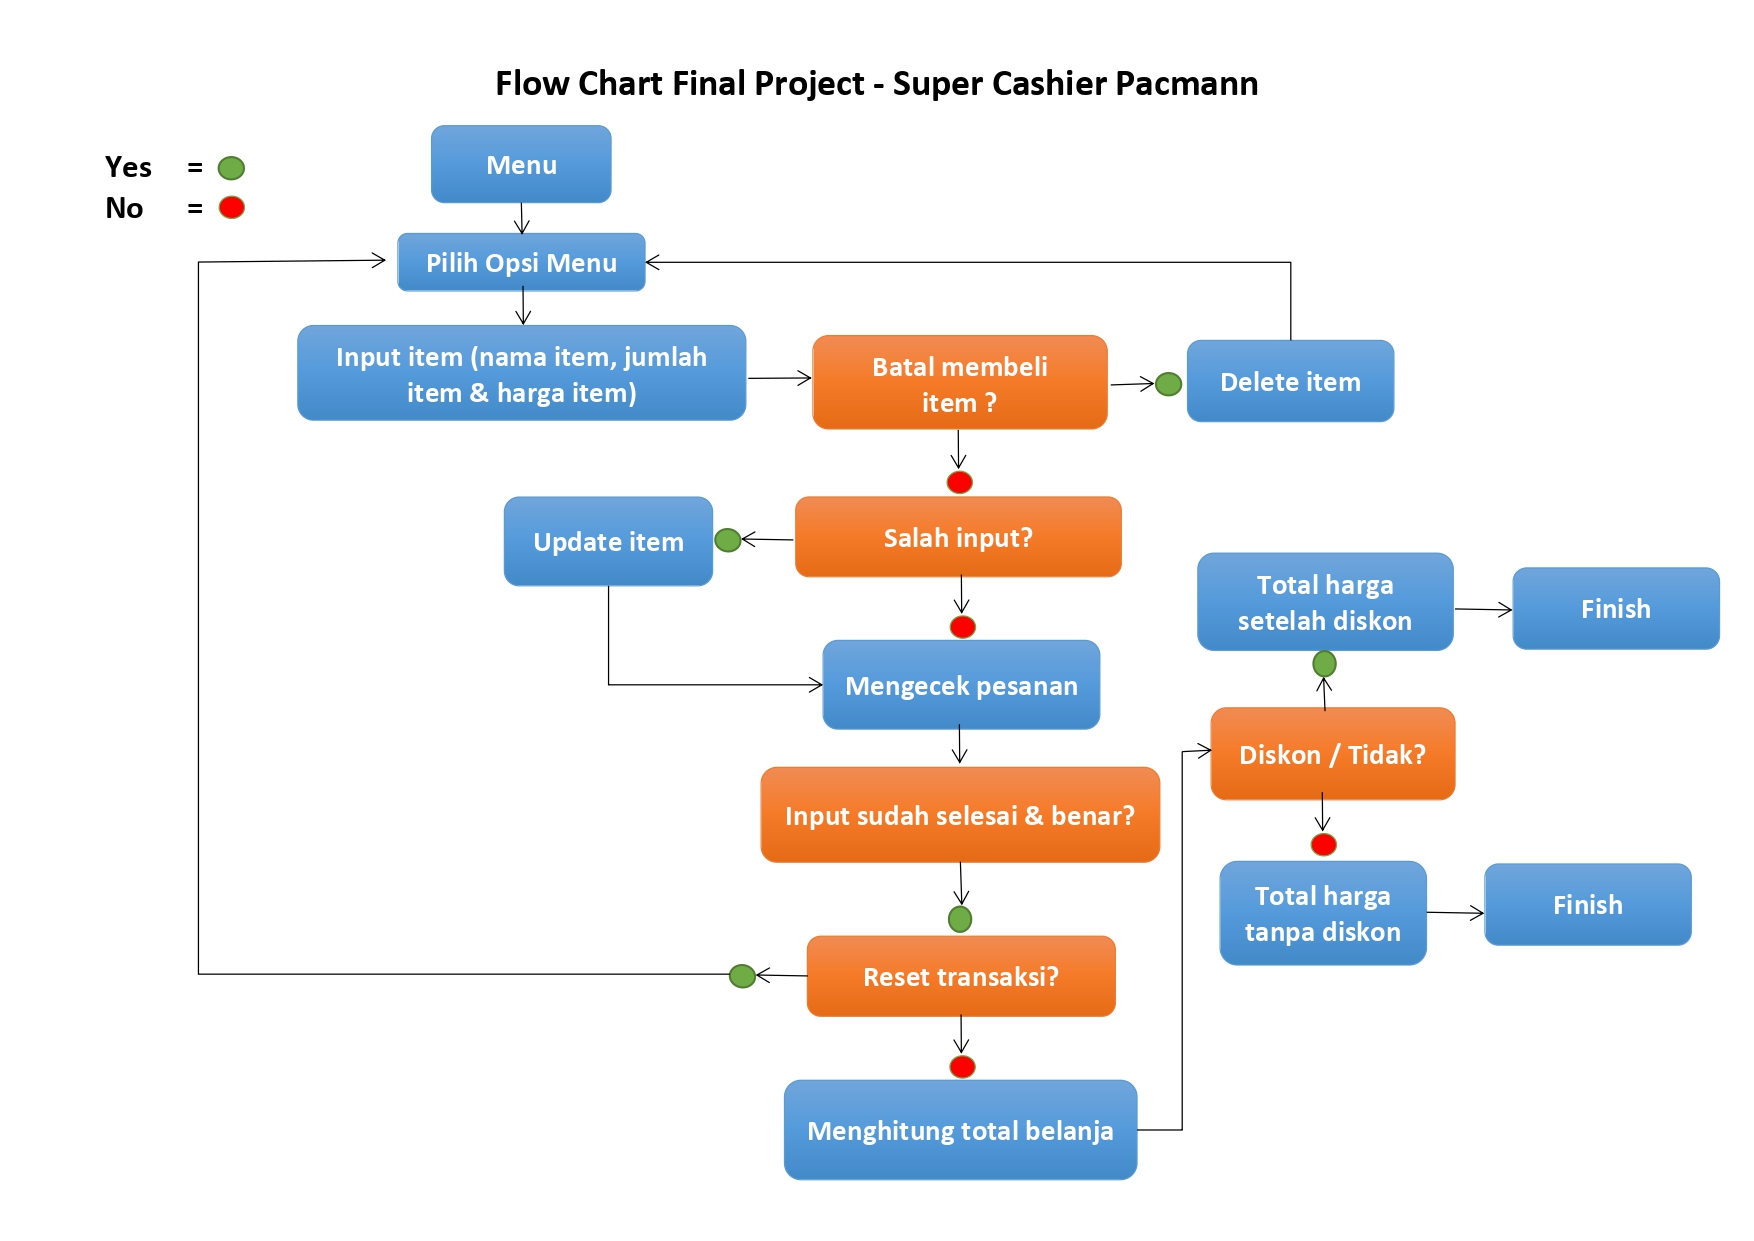 Flow Chart Final Project - Super Cashier Pacmann
Yes =
No =
Menu
Pilih Opsi Menu
Input item (nama item, jumlah
item & harga item)
Batal membeli
item ?
Delete item
Salah input?
Update item
Mengecek pesanan
Input sudah selesai & benar?
Reset transaksi?
Menghitung total belanja
Diskon / Tidak?
Total harga
setelah diskon
Finish
Total harga
tanpa diskon
Finish